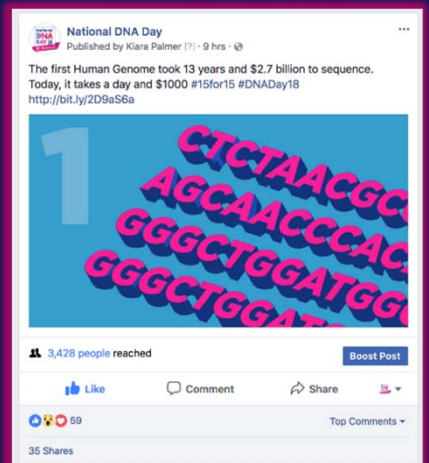 National DNA Day
Published by Kiara Palmer [?] · 9 hrs ·
The first Human Genome took 13 years and $2.7 billion to sequence.
Today, it takes a day and $1000 #15for15 #DNADay18
http://bit.ly/2D9aS6a
1
CTCTAACGC
AGCAACCCAC
GGGCTGGATGG
GGGCTGGAT
3,428 people reached
Boost Post
Like Comment Share
59 Top Comments
35 Shares